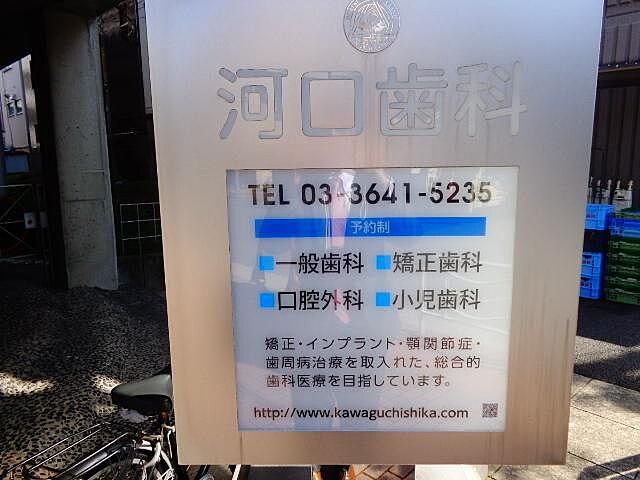 河口歯科
TEL 03-3641-5235
予約制
一般歯科 矯正歯科
口腔外科 小児歯科
矯正・インプラント・顎関節症・
歯周病治療を取入れた、総合的
歯科医療を目指しています。
http://www.kawaguchishika.com